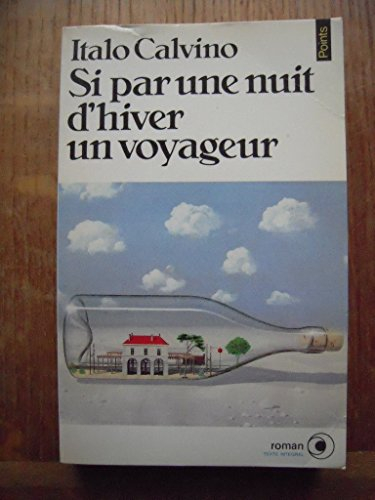 Italo Calvino
Points
Si par une nuit
d'hiver
un voyageur
roman
TEXTE INTÉGRAL